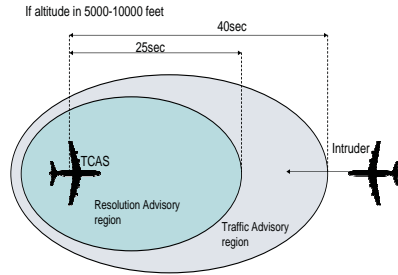 If altitude in 5000-10000 feet
40sec
25sec
TCAS
Intruder
Resolution Advisory
region
Traffic Advisory
region